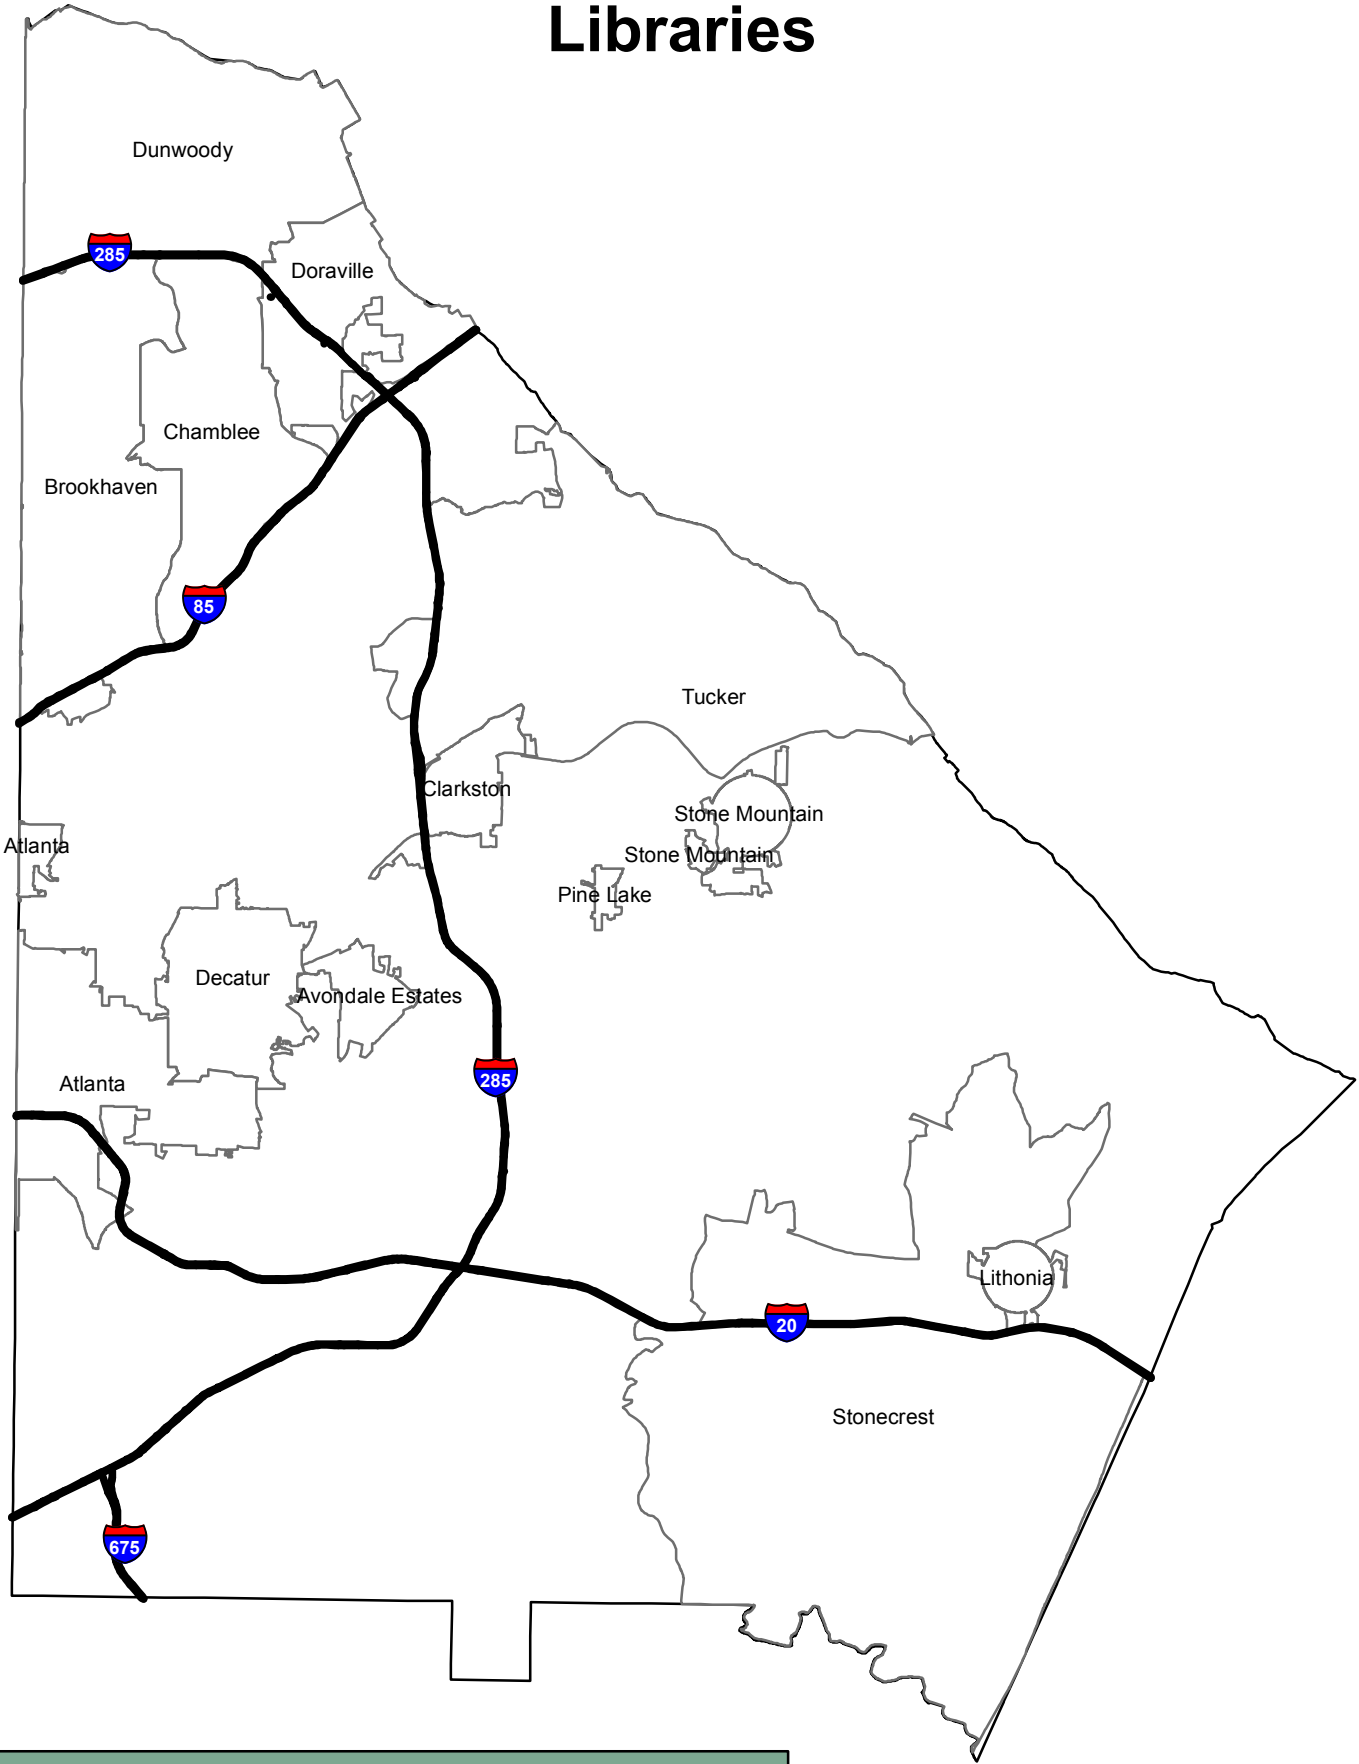 Libraries
Dunwoody
285
Doraville
Chamblee
Brookhaven
85
Tucker
Clarkston
Stone Mountain
Atlanta
Stone Mountain
Pine Lake
Decatur
Avondale Estates
285
Atlanta
Lithonia
20
Stonecrest
675